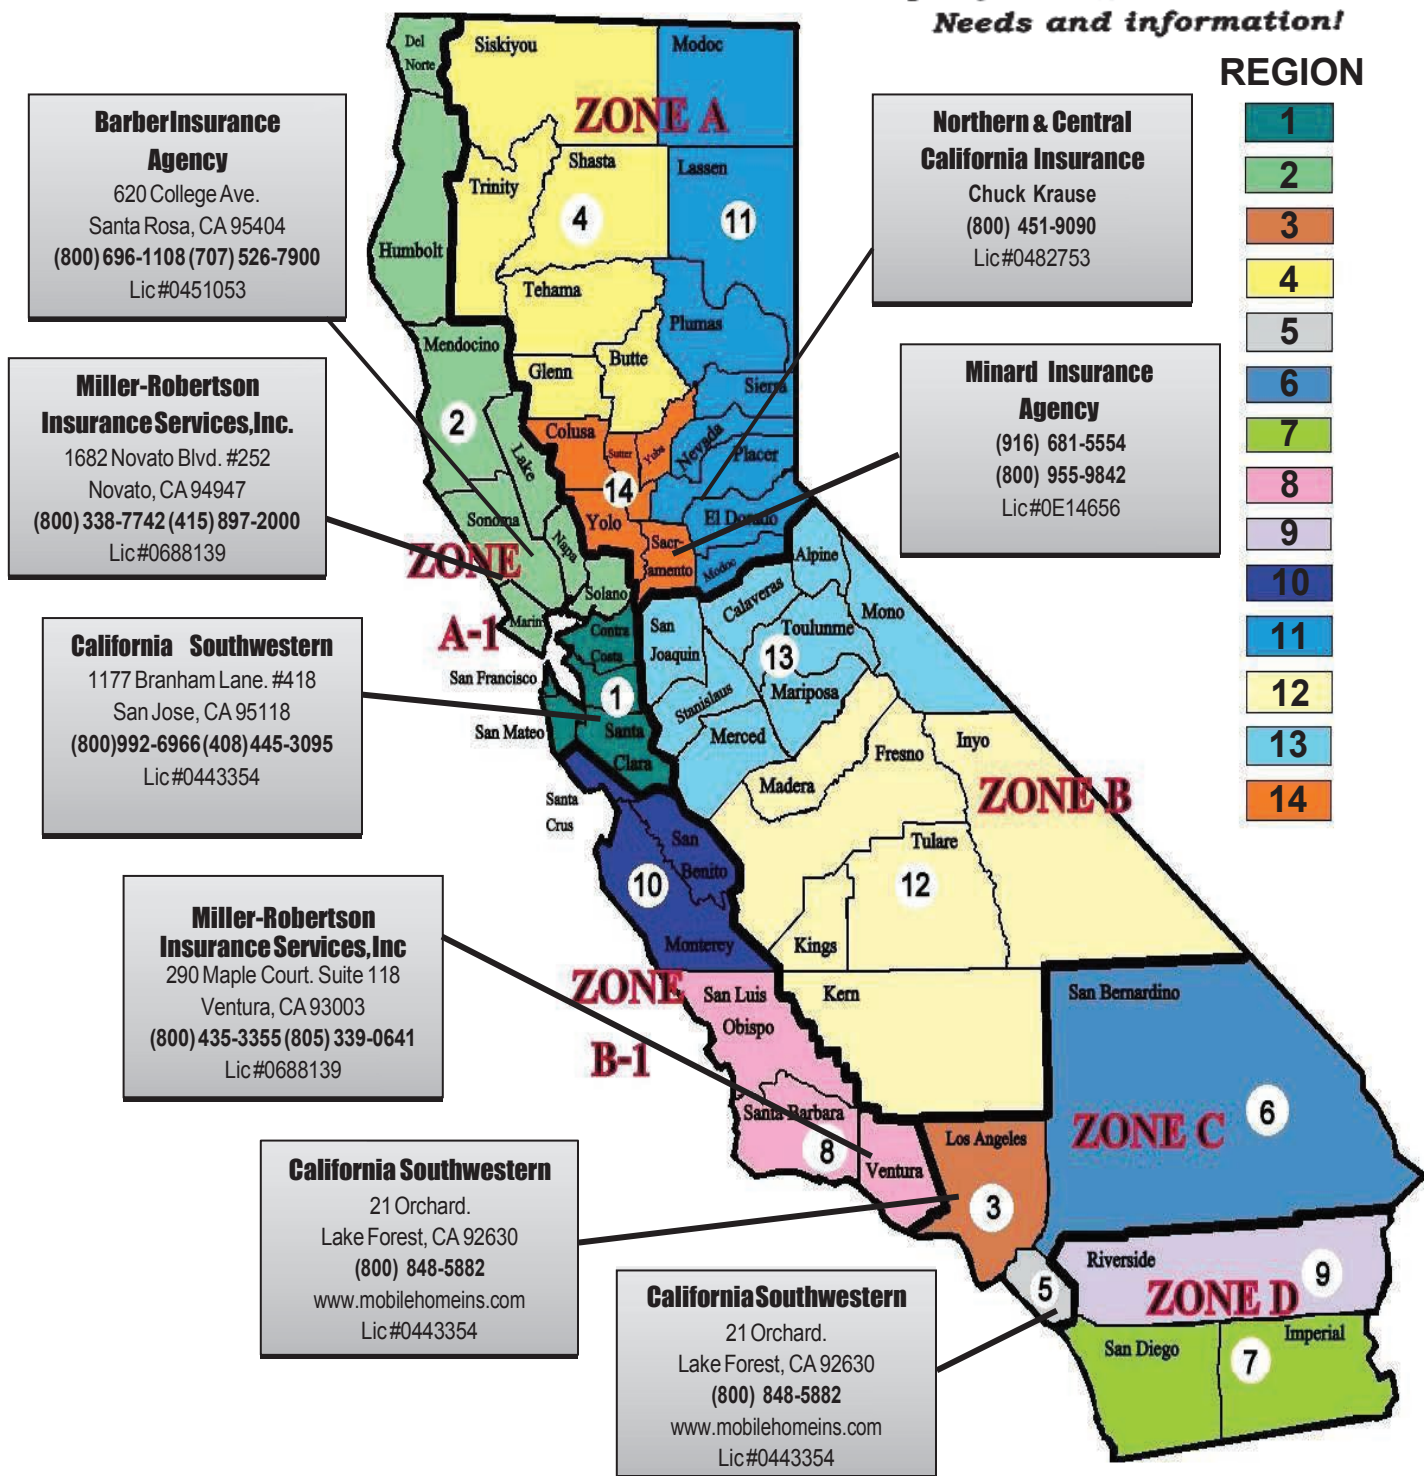 Needs and information!
REGION
1
2
3
4
5
6
7
8
9
10
11
12
13
14
BarberInsurance
Agency
620 College Ave.
Santa Rosa, CA 95404
(800) 696-1108 (707) 526-7900
Lic#0451053
Miller-Robertson
Insurance Services, Inc.
1682 Novato Blvd. #252
Novato, CA 94947
(800) 338-7742 (415) 897-2000
Lic#0688139
California Southwestern
1177 Branham Lane. #418
San Jose, CA 95118
(800)992-6966 (408)445-3095
Lic#0443354
Miller-Robertson
Insurance Services, Inc
290 Maple Court. Suite 118
Ventura, CA 93003
(800) 435-3355 (805) 339-0641
Lic#0688139
California Southwestern
21 Orchard.
Lake Forest, CA 92630
(800) 848-5882
www.mobilehomeins.com
Lic#0443354
California Southwestern
21 Orchard.
Lake Forest, CA 92630
(800) 848-5882
www.mobilehomeins.com
Lic#0443354
Northern & Central
California Insurance
Chuck Krause
(800) 451-9090
Lic#0482753
Minard Insurance
Agency
(916) 681-5554
(800) 955-9842
Lic#0E14656
Del
Norte
Siskiyou
Modoc
ZONE A
Shasta
Lassen
Trinity
4
11
Humbolt
Tehama
Plumas
Mendocino
Butte
Glenn
Sierra
2
Colusa
Lake
Sutter
Yuba
Nevada
Placer
14
Sonoma
Yolo
El Dorado
Napa
Sacr-
amento
Modoc
Alpine
ZONE
A-1
Solano
Marin
Calaveras
Mono
Contra
Costa
San
Joaquin
Toulunme
13
San Francisco
1
Stanislaus
Mariposa
San Mateo
Santa
Clara
Merced
Fresno
Inyo
Madera
ZONE B
Santa
Crus
San
Benito
Tulare
10
12
Monterey
Kings
ZONE
B-1
San Luis
Obispo
Kern
San Bernardino
Santa Barbara
8
Ventura
Los Angeles
ZONE C
6
3
5
Riverside
9
ZONE D
San Diego
Imperial
7